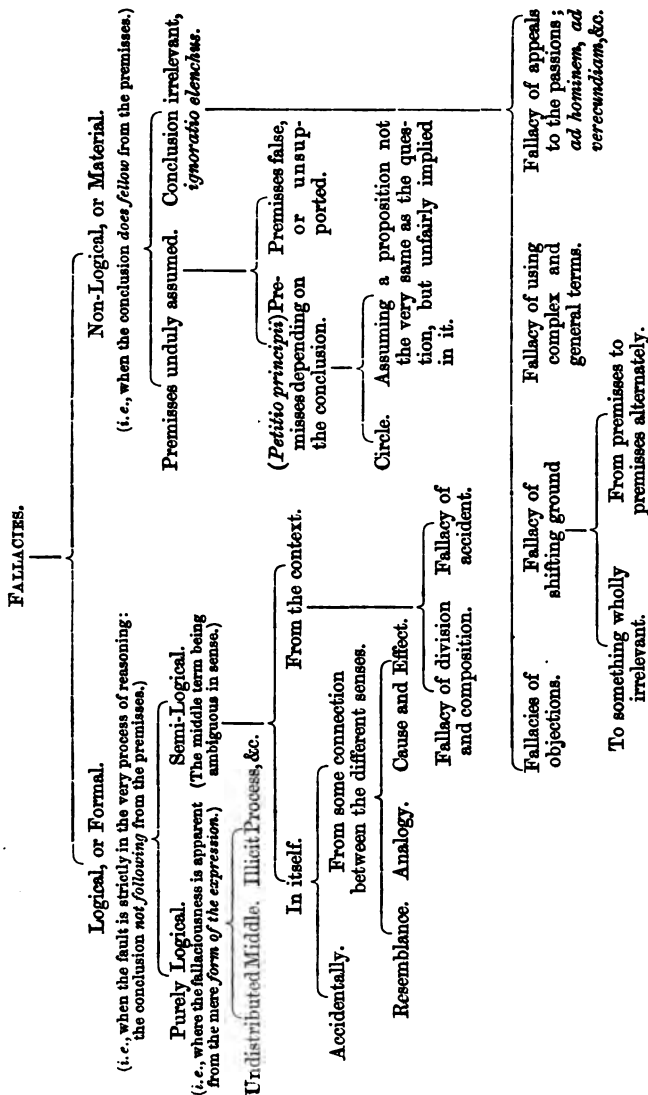 FALLACIES.
Logical, or Formal.
(i.e., when the fault is strictly in the very process of reasoning:
the conclusion not following from the premisses.)
Non-Logical, or Material.
(i.e., when the conclusion does fellow from the premisses.)
Purely Logical.
(i.e., where the fallaciousness is apparent
from the mere form of the expression.)
Semi-Logical.
(The middle term being
ambiguous in sense.)
Undistributed Middle. Illicit Process, &c.
In itself.
From the context.
Accidentally.
From some connection
between the different senses.
Resemblance. Analogy. Cause and Effect.
Fallacy of division
and composition.
Fallacy of
accident.
Premisses unduly assumed.
Conclusion irrelevant,
ignoratio elenchus.
(Petitio principii) Pre-
misses depending on
the conclusion.
Premisses false,
or unsup-
ported.
Circle.
Assuming a proposition not
the very same as the ques-
tion, but unfairly implied
in it.
Fallacies of
objections.
Fallacy of
shifting ground
Fallacy of using
complex and
general terms.
Fallacy of appeals
to the passions;
ad hominem, ad
verecundiam, &c.
To something wholly
irrelevant.
From premisses to
premisses alternately.